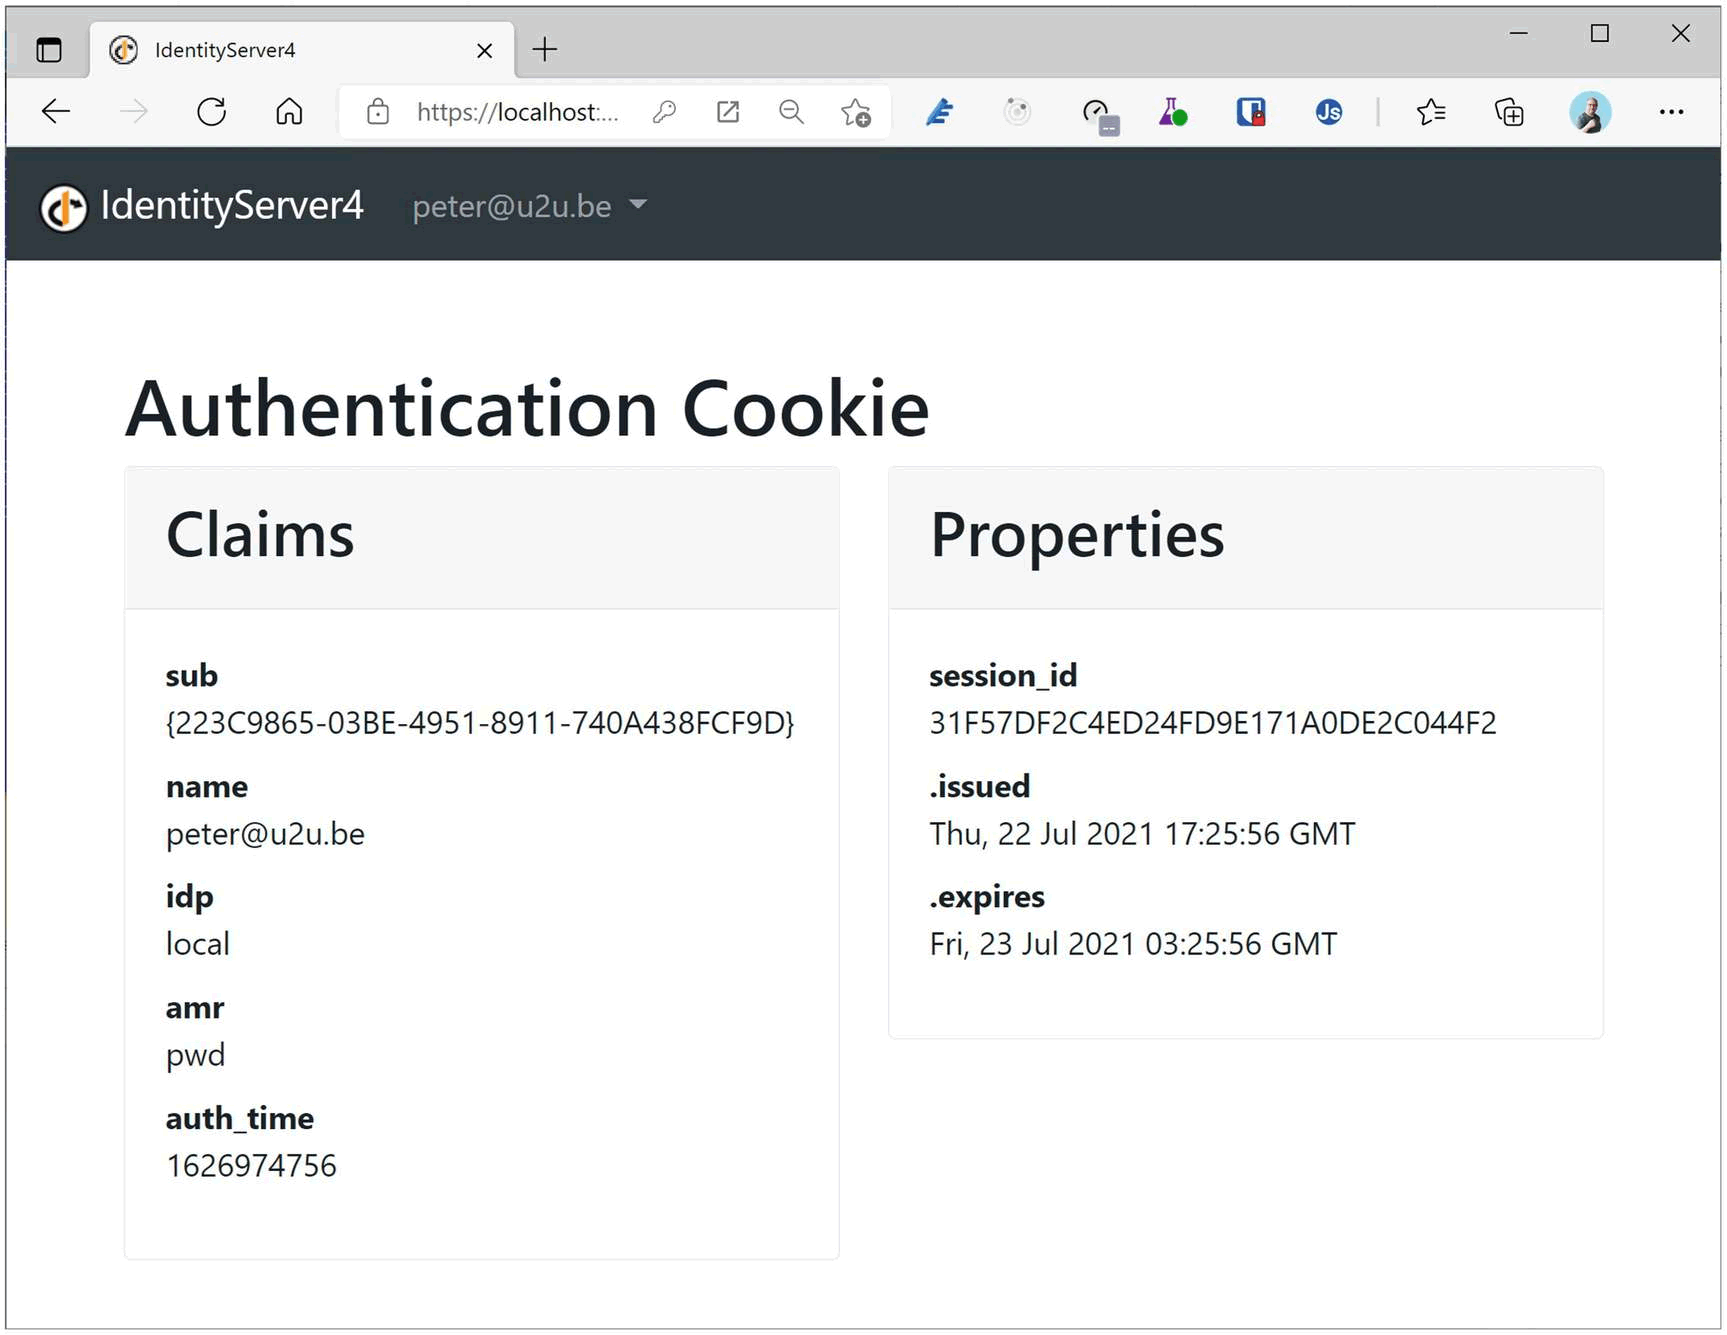 IdentityServer4
https://localhost:...
JS
IdentityServer4 peter@u2u.be
Authentication Cookie
Claims
sub
{223C9865-03BE-4951-8911-740A438FCF9D}
name
peter@u2u.be
idp
local
amr
pwd
auth_time
1626974756
Properties
session_id
31F57DF2C4ED24FD9E171A0DE2C044F2
.issued
Thu, 22 Jul 2021 17:25:56 GMT
.expires
Fri, 23 Jul 2021 03:25:56 GMT